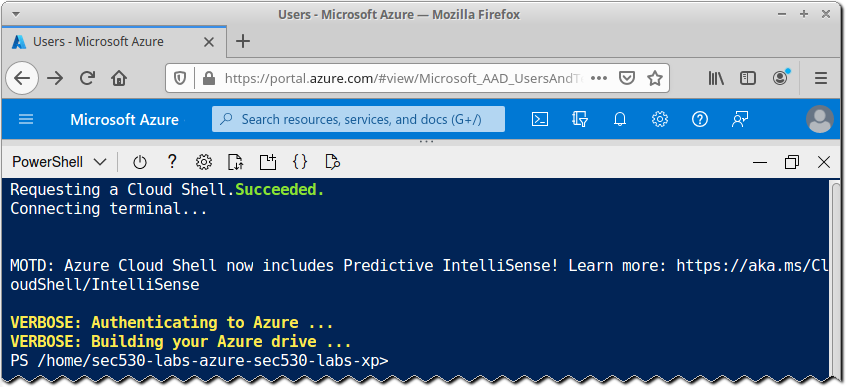 Users - Microsoft Azure — Mozilla Firefox
Users - Microsoft Azure
https://portal.azure.com/#view/Microsoft_AAD_UsersAndTe
Microsoft Azure
Search resources, services, and docs (G+/)
PowerShell
Requesting a Cloud Shell.Succeeded.
Connecting terminal...
MOTD: Azure Cloud Shell now includes Predictive IntelliSense! Learn more: https://aka.ms/Cl
oudShell/IntelliSense
VERBOSE: Authenticating to Azure ...
VERBOSE: Building your Azure drive ...
PS /home/sec530-labs-azure-sec530-labs-xp>